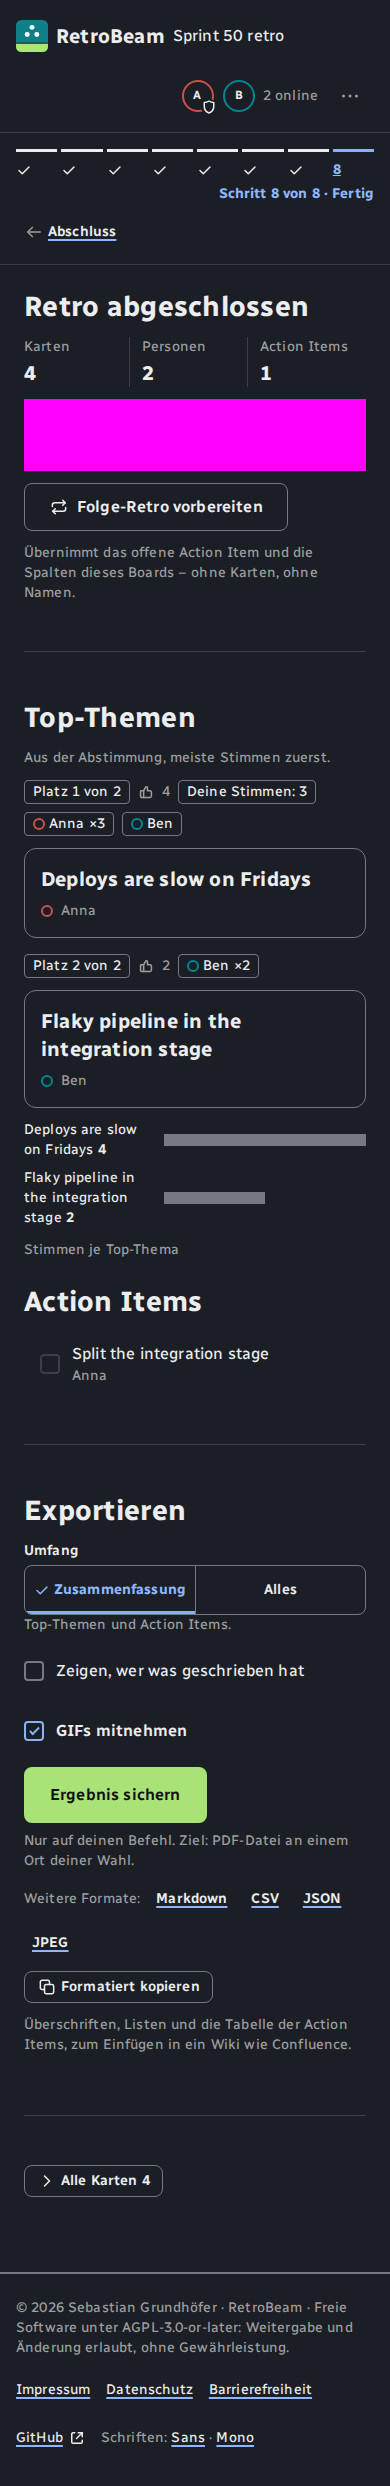 RetroBeam Sprint 50 retro
A B 2 online
8
Schritt 8 von 8 · Fertig
Abschluss
Retro abgeschlossen
Karten Personen Action Items
4 2 1
Folge-Retro vorbereiten
Übernimmt das offene Action Item und die
Spalten dieses Boards – ohne Karten, ohne
Namen.
Top-Themen
Aus der Abstimmung, meiste Stimmen zuerst.
Platz 1 von 2 4 Deine Stimmen: 3
Anna ×3 Ben
Deploys are slow on Fridays
Anna
Platz 2 von 2 2 Ben ×2
Flaky pipeline in the
integration stage
Ben
Deploys are slow
on Fridays 4
Flaky pipeline in
the integration
stage 2
Stimmen je Top-Thema
Action Items
Split the integration stage
Anna
Exportieren
Umfang
Zusammenfassung Alles
Top-Themen und Action Items.
Zeigen, wer was geschrieben hat
GIFs mitnehmen
Ergebnis sichern
Nur auf deinen Befehl. Ziel: PDF-Datei an einem
Ort deiner Wahl.
Weitere Formate: Markdown CSV JSON
JPEG
Formatiert kopieren
Überschriften, Listen und die Tabelle der Action
Items, zum Einfügen in ein Wiki wie Confluence.
Alle Karten 4
© 2026 Sebastian Grundhöfer · RetroBeam · Freie
Software unter AGPL-3.0-or-later: Weitergabe und
Änderung erlaubt, ohne Gewährleistung.
Impressum Datenschutz Barrierefreiheit
GitHub Schriften: Sans · Mono